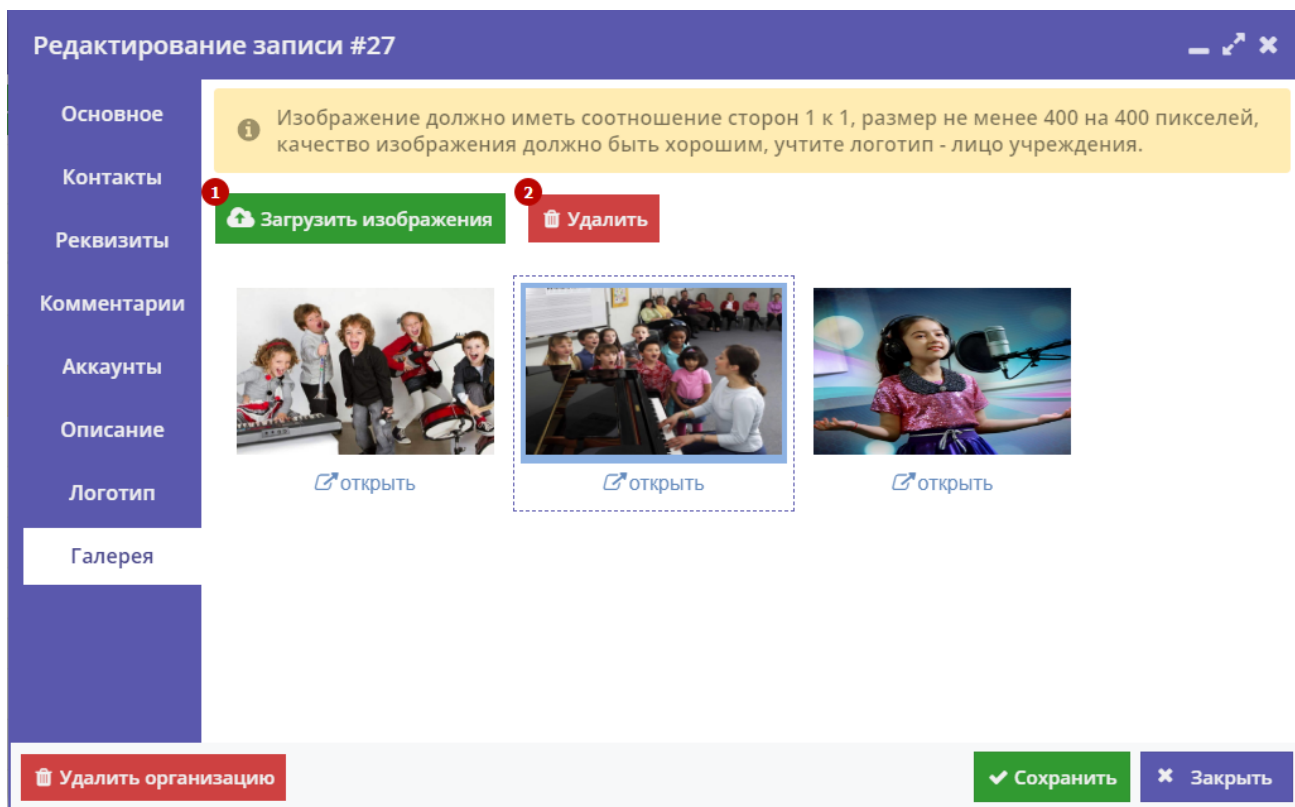 Редактирование записи #27
Основное
Контакты
Реквизиты
Комментарии
Аккаунты
Описание
Логотип
Галерея
Изображение должно иметь соотношение сторон 1 к 1, размер не менее 400 на 400 пикселей,
качество изображения должно быть хорошим, учтите логотип - лицо учреждения.
1 Загрузить изображения
2 Удалить
открыть
открыть
открыть
Удалить организацию
Сохранить
Закрыть